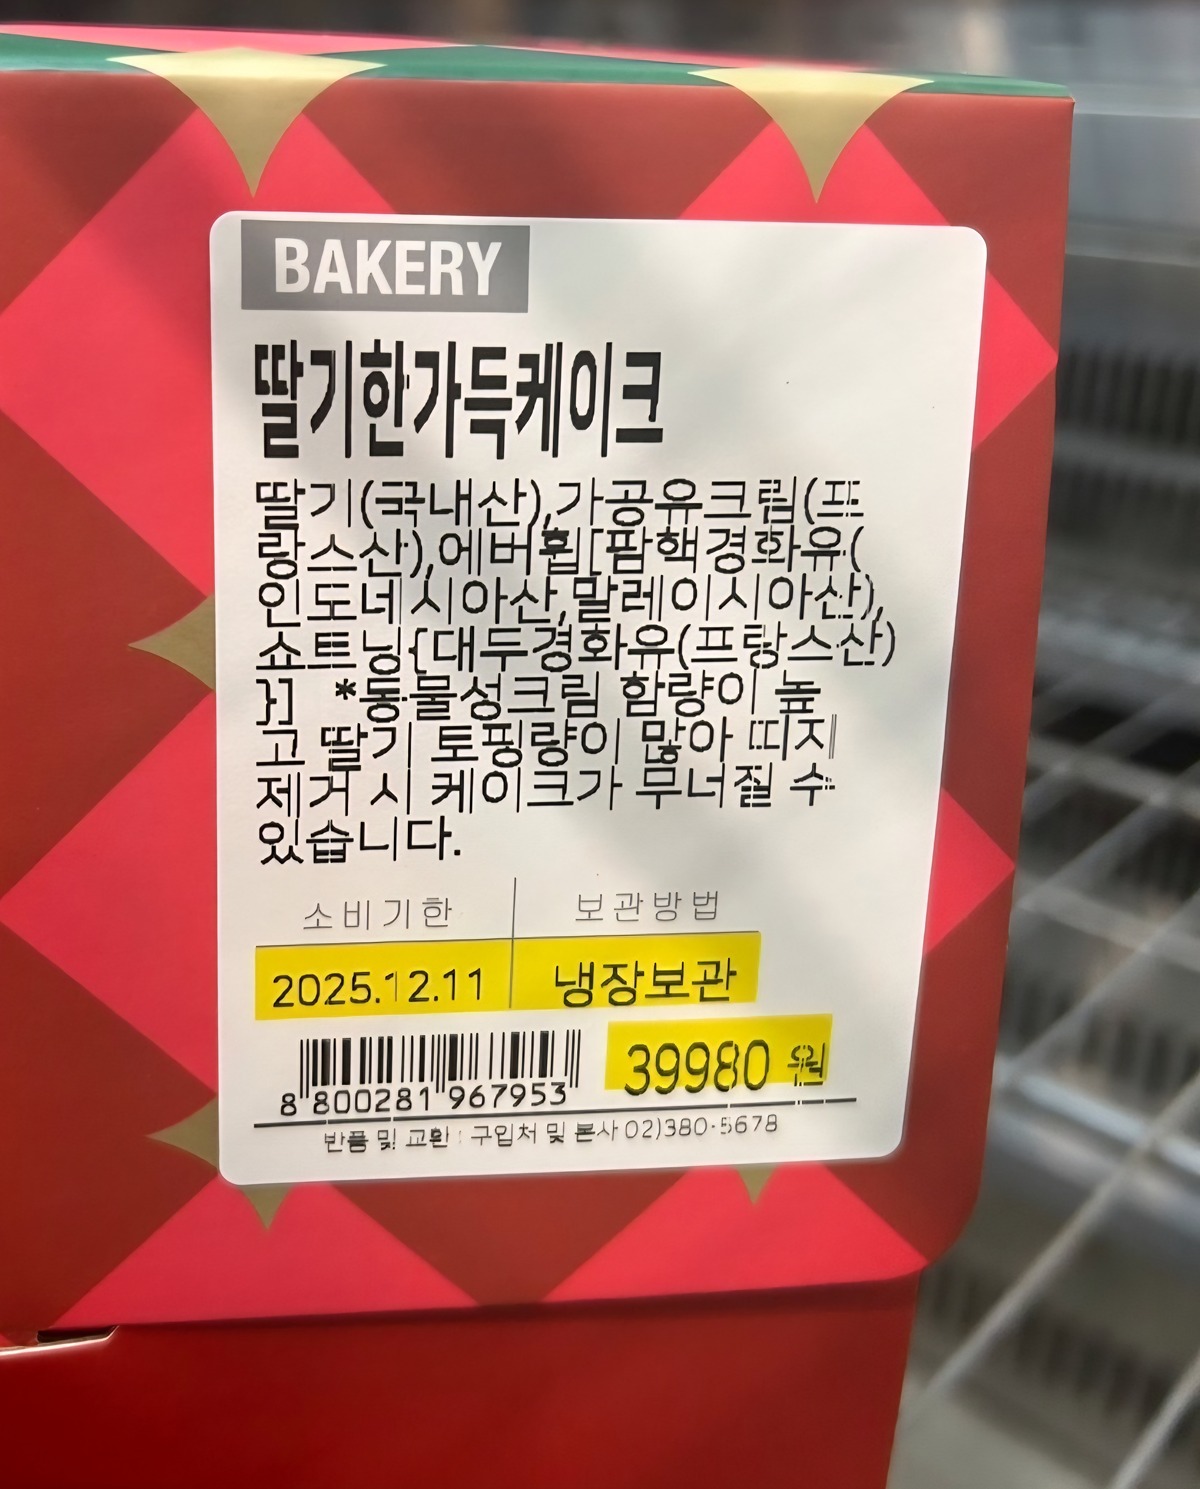 BAKERY
딸기한가득케이크
딸기(국내산),가공유크림(프
랑스산),에버휩[팜핵경화유(
인도네시아산,말레이시아산),
쇼트닝{대두경화유(프랑스산)
}] *동물성크림 함량이 높
고 딸기 토핑량이 많아 띠지
제거 시 케이크가 무너질 수
있습니다.
소비기한 보관방법
2025.12.11 냉장보관
39980 원
8 800281 967953
반품 및 교환 : 구입처 및 본사 02)380-5678